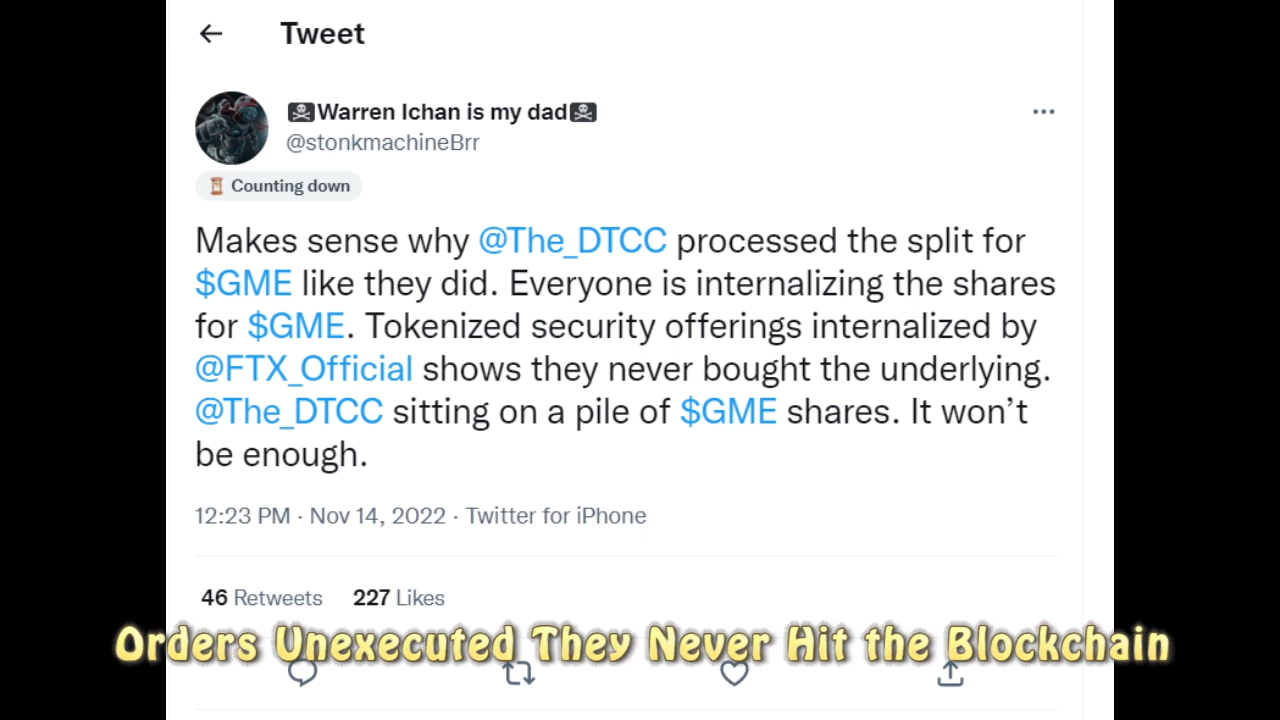 Tweet
☠Warren Ichan is my dad☠
@stonkmachineBrr
⏳ Counting down
Makes sense why @The_DTCC processed the split for
$GME like they did. Everyone is internalizing the shares
for $GME. Tokenized security offerings internalized by
@FTX_Official shows they never bought the underlying.
@The_DTCC sitting on a pile of $GME shares. It won’t
be enough.
12:23 PM · Nov 14, 2022 · Twitter for iPhone
46 Retweets 227 Likes
Orders Unexecuted They Never Hit the Blockchain